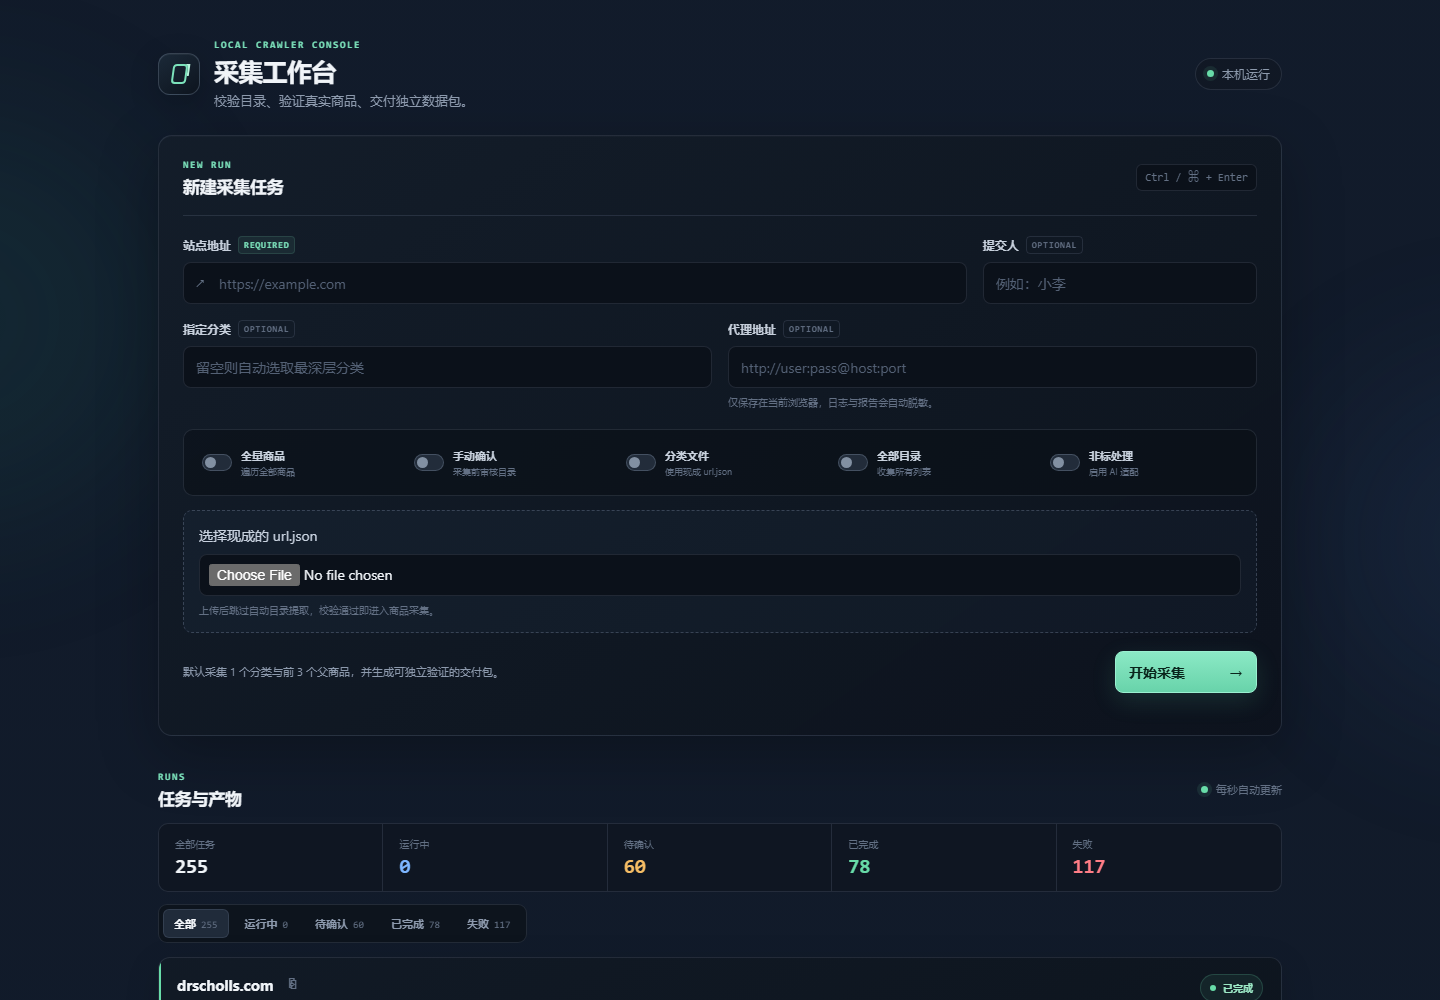 LOCAL CRAWLER CONSOLE
采集工作台
校验目录、验证真实商品、交付独立数据包。
本机运行
NEW RUN
新建采集任务
Ctrl / ⌘ + Enter
站点地址 REQUIRED
提交人 OPTIONAL
↗ https://example.com
例如：小李
指定分类 OPTIONAL
代理地址 OPTIONAL
留空则自动选取最深层分类
http://user:pass@host:port
仅保存在当前浏览器，日志与报告会自动脱敏。
全量商品
遍历全部商品
手动确认
采集前审核目录
分类文件
使用现成 url.json
全部目录
收集所有列表
非标处理
启用 AI 适配
选择现成的 url.json
Choose File No file chosen
上传后跳过自动目录提取，校验通过即进入商品采集。
默认采集 1 个分类与前 3 个父商品，并生成可独立验证的交付包。
开始采集 →
RUNS
任务与产物
每秒自动更新
全部任务
255
运行中
0
待确认
60
已完成
78
失败
117
全部 255 运行中 0 待确认 60 已完成 78 失败 117
drscholls.com
已完成